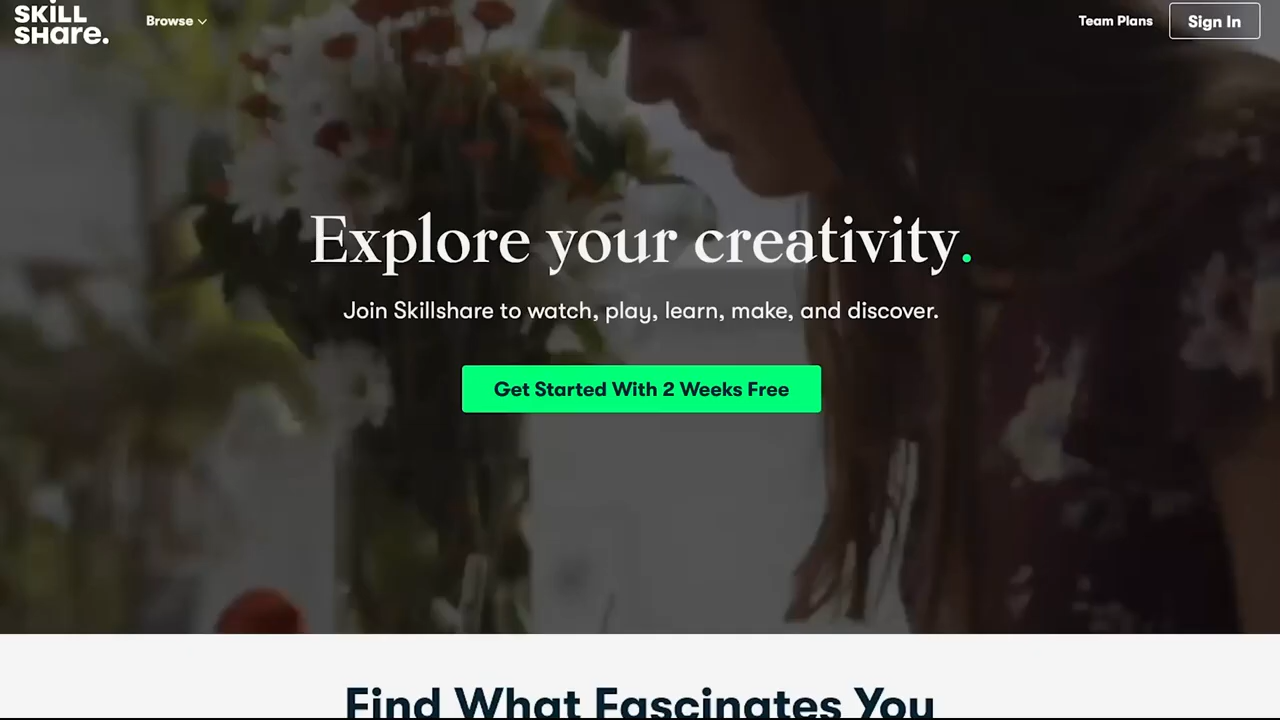 SKILL
SHare.
Browse
Team Plans
Sign In
Explore your creativity.
Join Skillshare to watch, play, learn, make, and discover.
Get Started With 2 Weeks Free
Find What Fascinates You